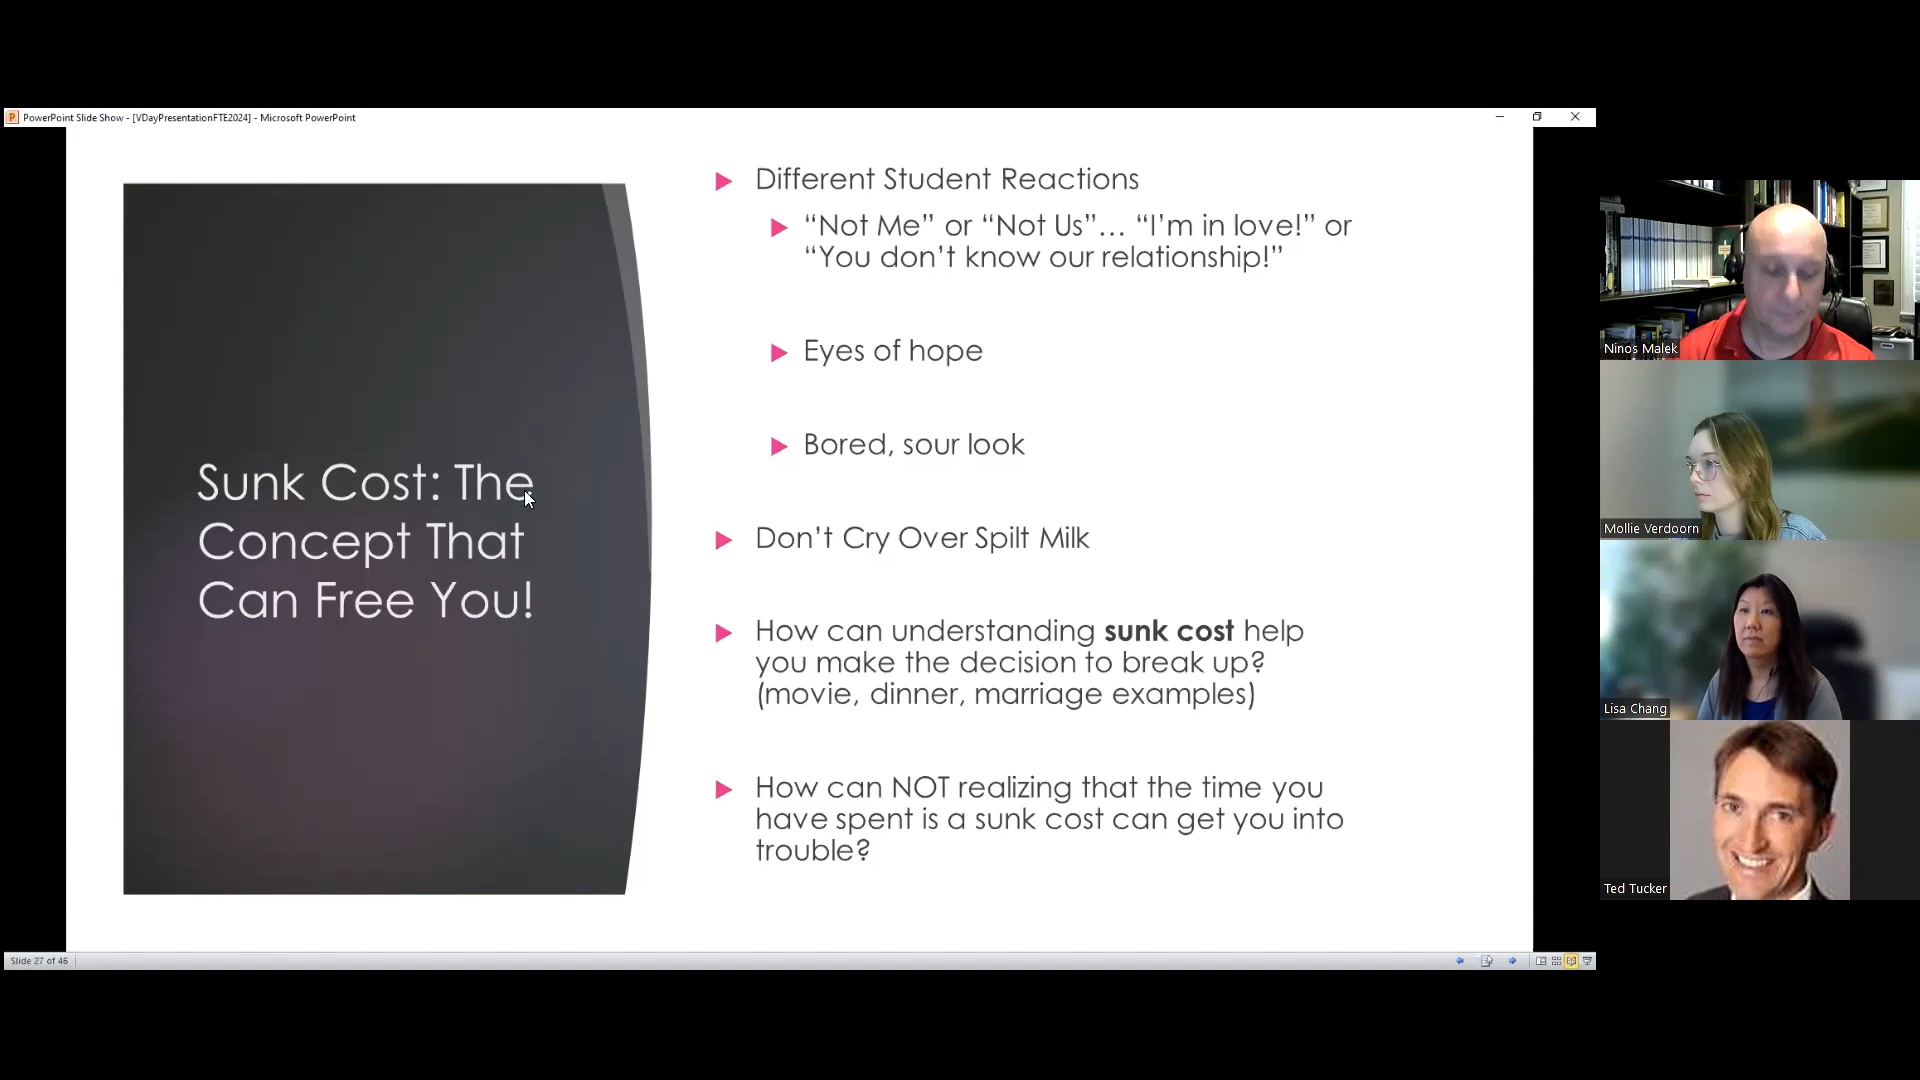 PowerPoint Slide Show - [VDayPresentationFTE2024] - Microsoft PowerPoint
Sunk Cost: The
Concept That
Can Free You!
Different Student Reactions
“Not Me” or “Not Us”… “I’m in love!” or
“You don’t know our relationship!”
Eyes of hope
Bored, sour look
Don’t Cry Over Spilt Milk
How can understanding sunk cost help
you make the decision to break up?
(movie, dinner, marriage examples)
How can NOT realizing that the time you
have spent is a sunk cost can get you into
trouble?
Ninos Malek
Mollie Verdoorn
Lisa Chang
Ted Tucker
Slide 27 of 46